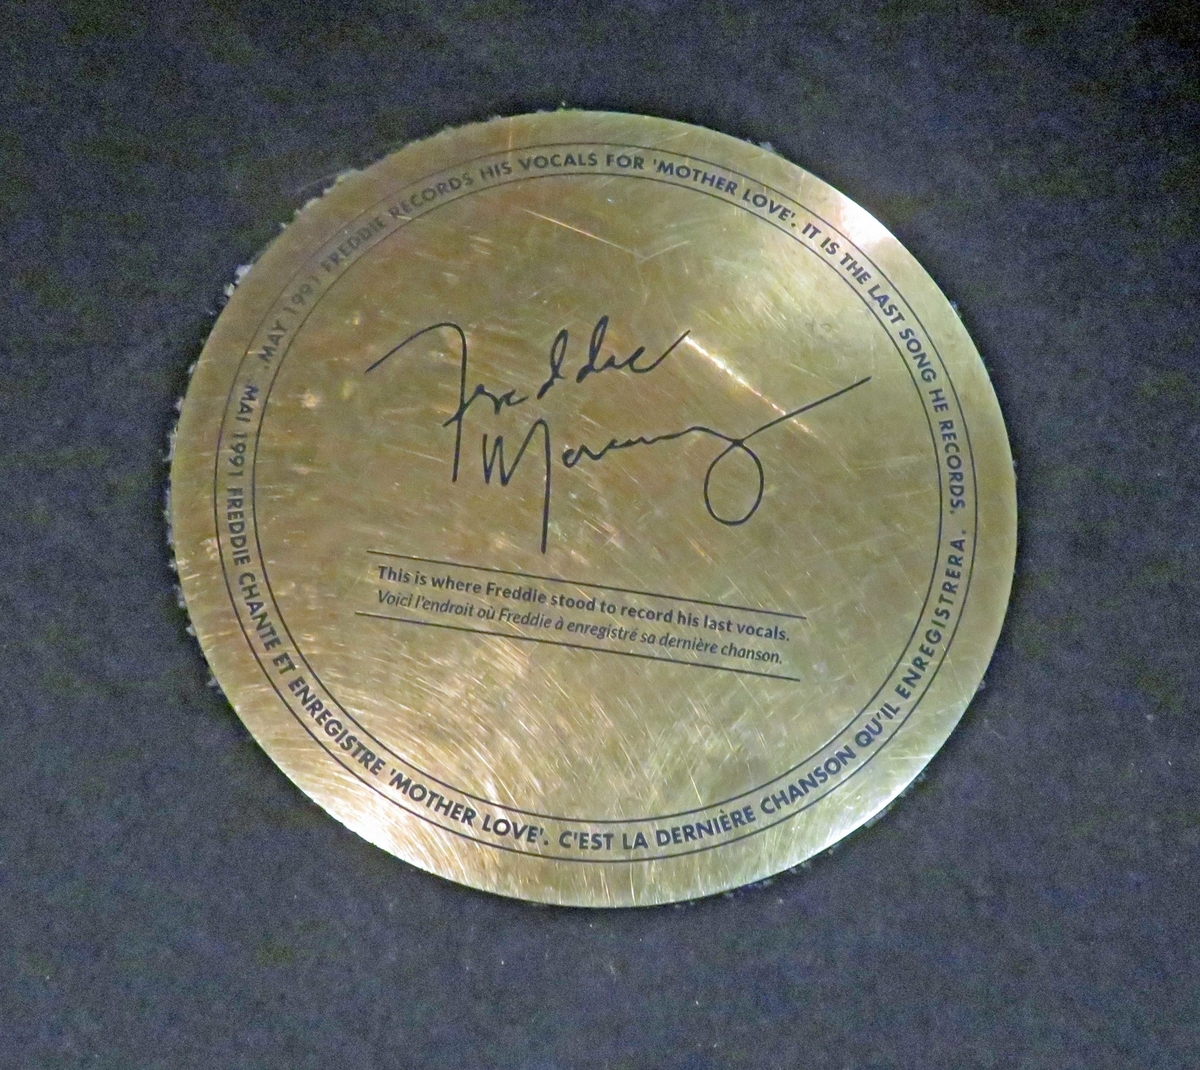 MAY 1991 FREDDIE RECORDS HIS VOCALS FOR 'MOTHER LOVE'. IT IS THE LAST SONG HE RECORDS.
Freddie
Mercury
This is where Freddie stood to record his last vocals.
Voici l'endroit où Freddie à enregistré sa dernière chanson.
MAI 1991 FREDDIE CHANTE ET ENREGISTRE 'MOTHER LOVE'. C'EST LA DERNIÈRE CHANSON QU'IL ENREGISTRERA